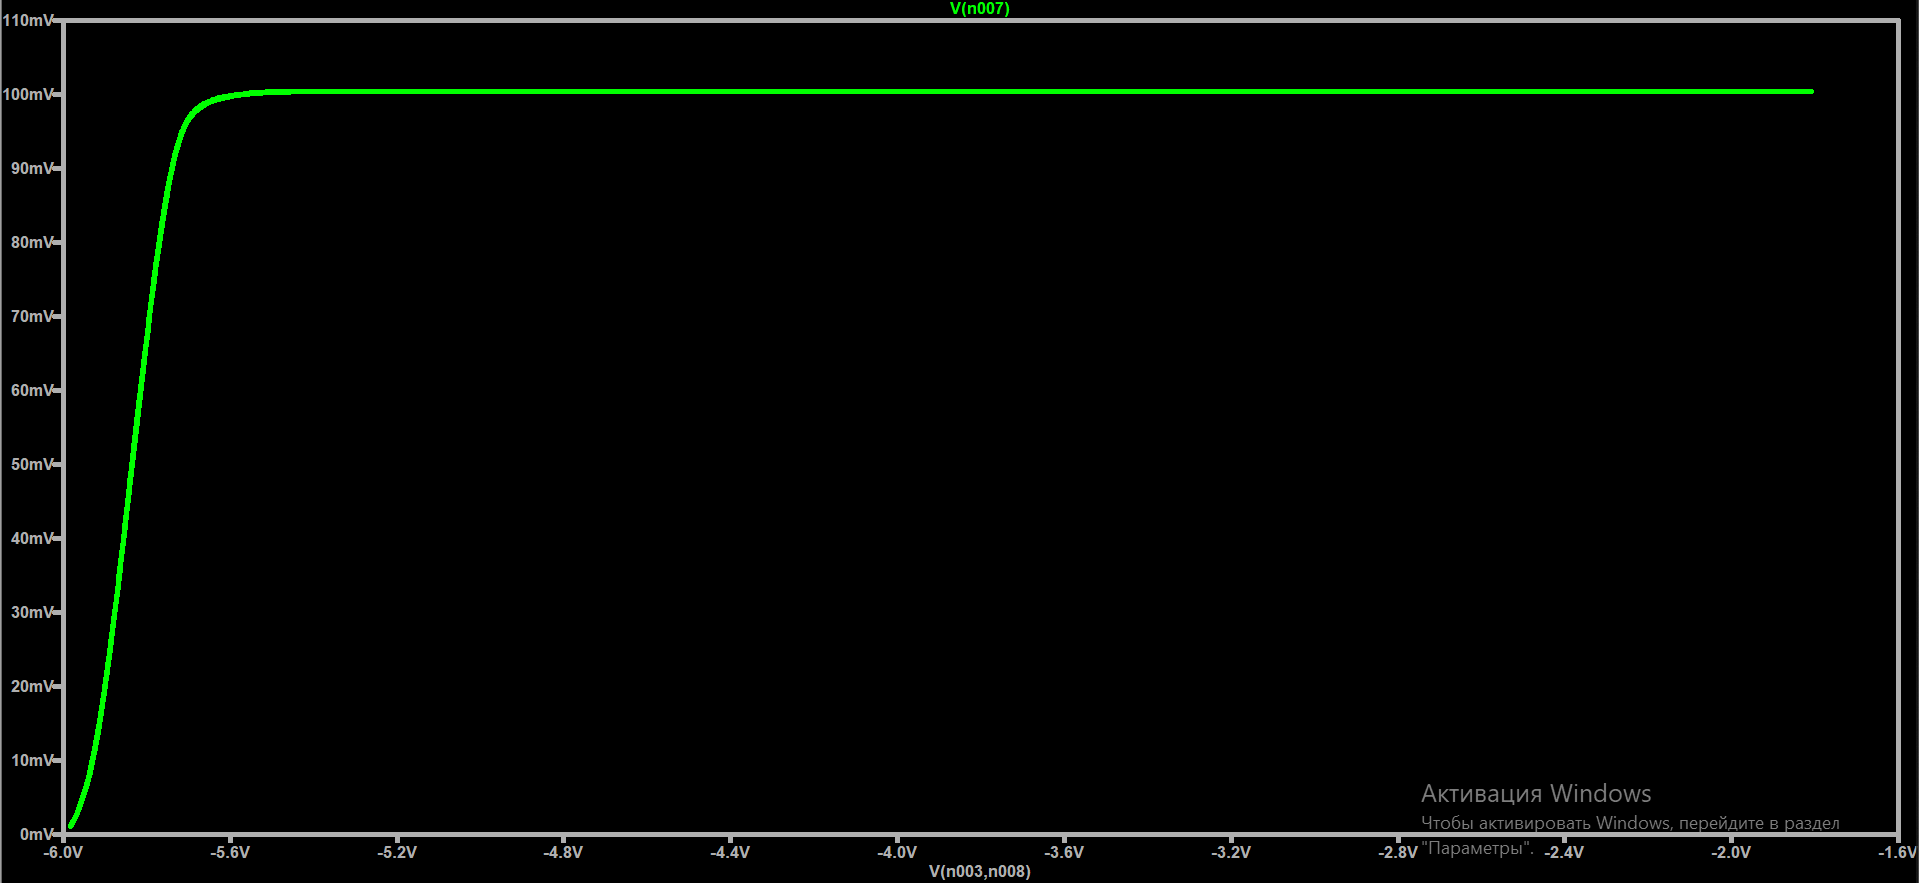 V(n007)
110mV
100mV
90mV
80mV
70mV
60mV
50mV
40mV
30mV
20mV
10mV
0mV
Активация Windows
Чтобы активировать Windows, перейдите в раздел
"Параметры".
-6.0V -5.6V -5.2V -4.8V -4.4V -4.0V -3.6V -3.2V -2.8V -2.4V -2.0V -1.6V
V(n003,n008)